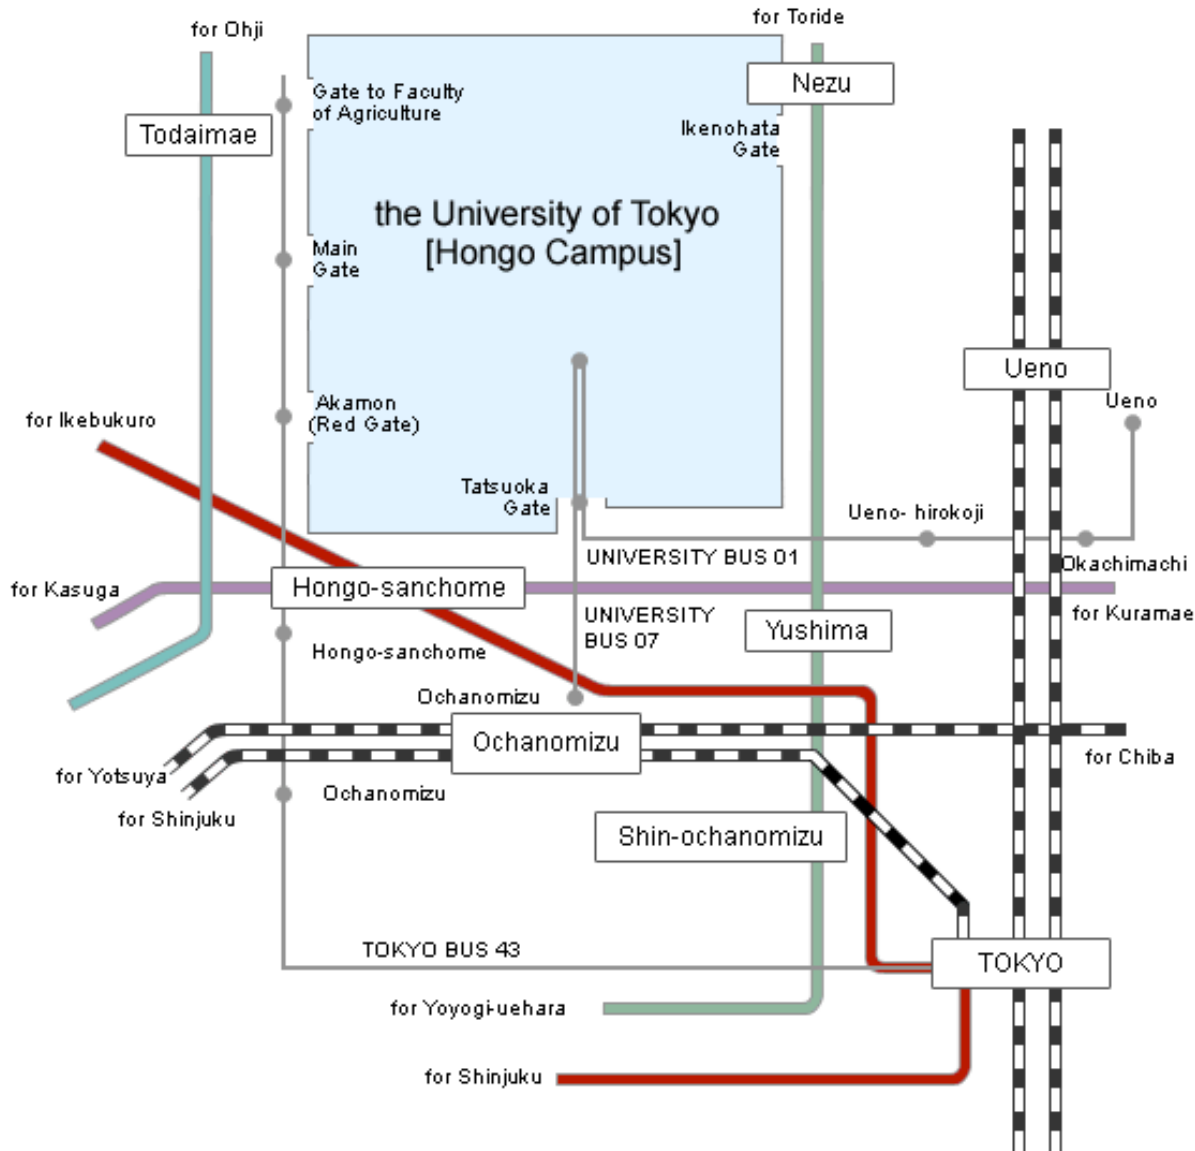 for Toride
for Ohji
Nezu
Gate to Faculty
of Agriculture
Todaimae
Ikenohata
Gate
the University of Tokyo
[Hongo Campus]
Main
Gate
Ueno
Ueno
Akamon
(Red Gate)
for Ikebukuro
Tatsuoka
Gate
Ueno- hirokoji
UNIVERSITY BUS 01
Okachimachi
for Kasuga
Hongo-sanchome
for Kuramae
UNIVERSITY
BUS 07
Yushima
Hongo-sanchome
Ochanomizu
Ochanomizu
for Chiba
for Yotsuya
Ochanomizu
for Shinjuku
Shin-ochanomizu
TOKYO BUS 43
TOKYO
for Yoyogi-uehara
for Shinjuku